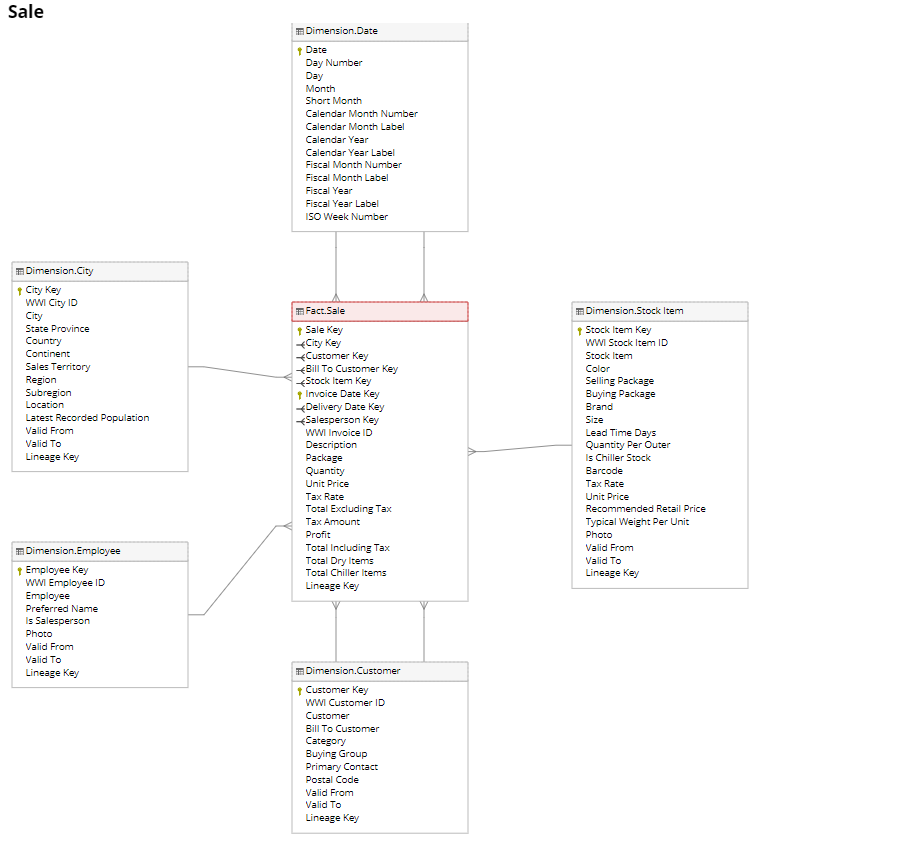 Sale
Dimension.Date
Date
Day Number
Day
Month
Short Month
Calendar Month Number
Calendar Month Label
Calendar Year
Calendar Year Label
Fiscal Month Number
Fiscal Month Label
Fiscal Year
Fiscal Year Label
ISO Week Number
Dimension.City
City Key
WWI City ID
City
State Province
Country
Continent
Sales Territory
Region
Subregion
Location
Latest Recorded Population
Valid From
Valid To
Lineage Key
Fact.Sale
Sale Key
City Key
Customer Key
Bill To Customer Key
Stock Item Key
Invoice Date Key
Delivery Date Key
Salesperson Key
WWI Invoice ID
Description
Package
Quantity
Unit Price
Tax Rate
Total Excluding Tax
Tax Amount
Profit
Total Including Tax
Total Dry Items
Total Chiller Items
Lineage Key
Dimension.Stock Item
Stock Item Key
WWI Stock Item ID
Stock Item
Color
Selling Package
Buying Package
Brand
Size
Lead Time Days
Quantity Per Outer
Is Chiller Stock
Barcode
Tax Rate
Unit Price
Recommended Retail Price
Typical Weight Per Unit
Photo
Valid From
Valid To
Lineage Key
Dimension.Employee
Employee Key
WWI Employee ID
Employee
Preferred Name
Is Salesperson
Photo
Valid From
Valid To
Lineage Key
Dimension.Customer
Customer Key
WWI Customer ID
Customer
Bill To Customer
Category
Buying Group
Primary Contact
Postal Code
Valid From
Valid To
Lineage Key